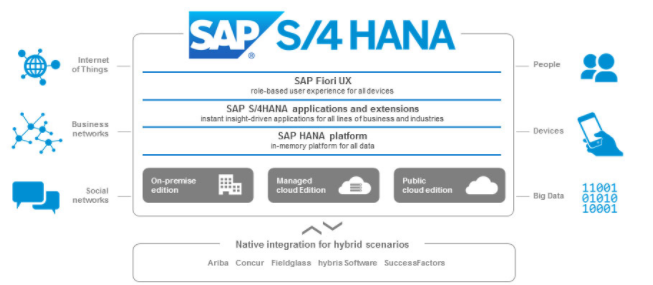 SAP® S/4 HANA
Internet
of Things
Business
networks
Social
networks
SAP Fiori UX
role-based user experience for all devices
SAP S/4HANA applications and extensions
instant insight-driven applications for all lines of business and industries
SAP HANA platform
in-memory platform for all data
On-premise
edition
Managed
cloud Edition
Public
cloud edition
People
Devices
Big Data
11001
01010
10001
Native integration for hybrid scenarios
Ariba Concur Fieldglass hybris Software SuccessFactors